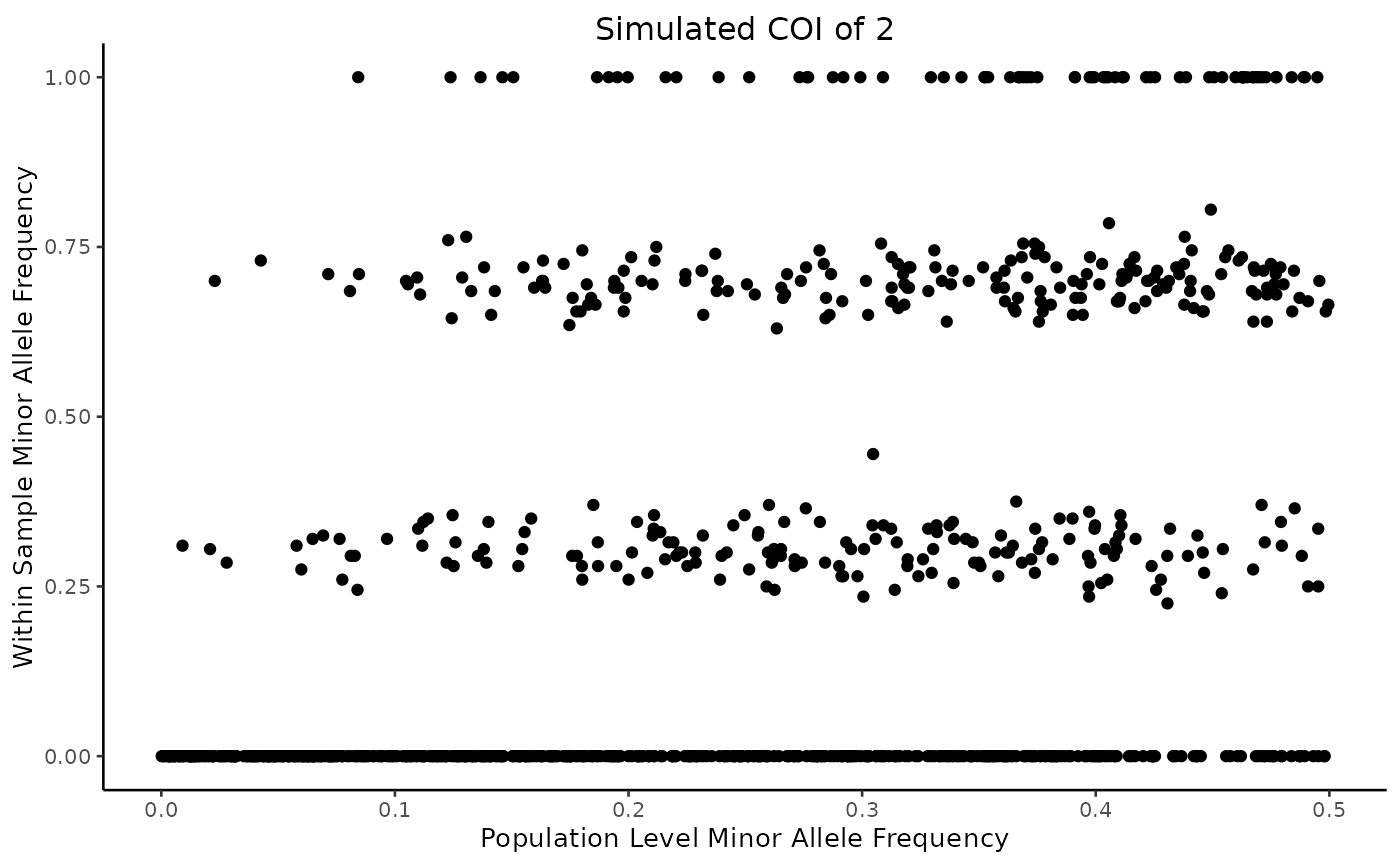 Simulated COI of 2
Within Sample Minor Allele Frequency
1.00
0.75
0.50
0.25
0.00
0.0 0.1 0.2 0.3 0.4 0.5
Population Level Minor Allele Frequency